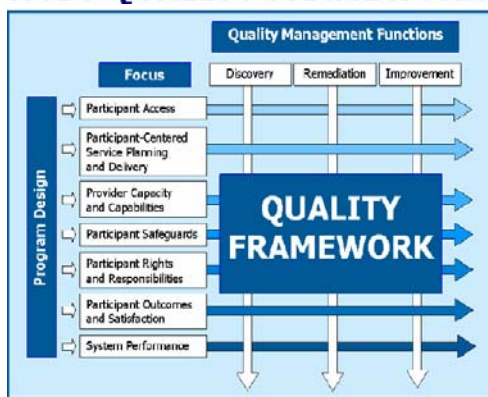 Quality Management Functions
Focus
Discovery
Remediation
Improvement
Program Design
Participant Access
Participant-Centered
Service Planning
and Delivery
Provider Capacity
and Capabilities
Participant Safeguards
Participant Rights
and Responsibilities
Participant Outcomes
and Satisfaction
System Performance
QUALITY
FRAMEWORK